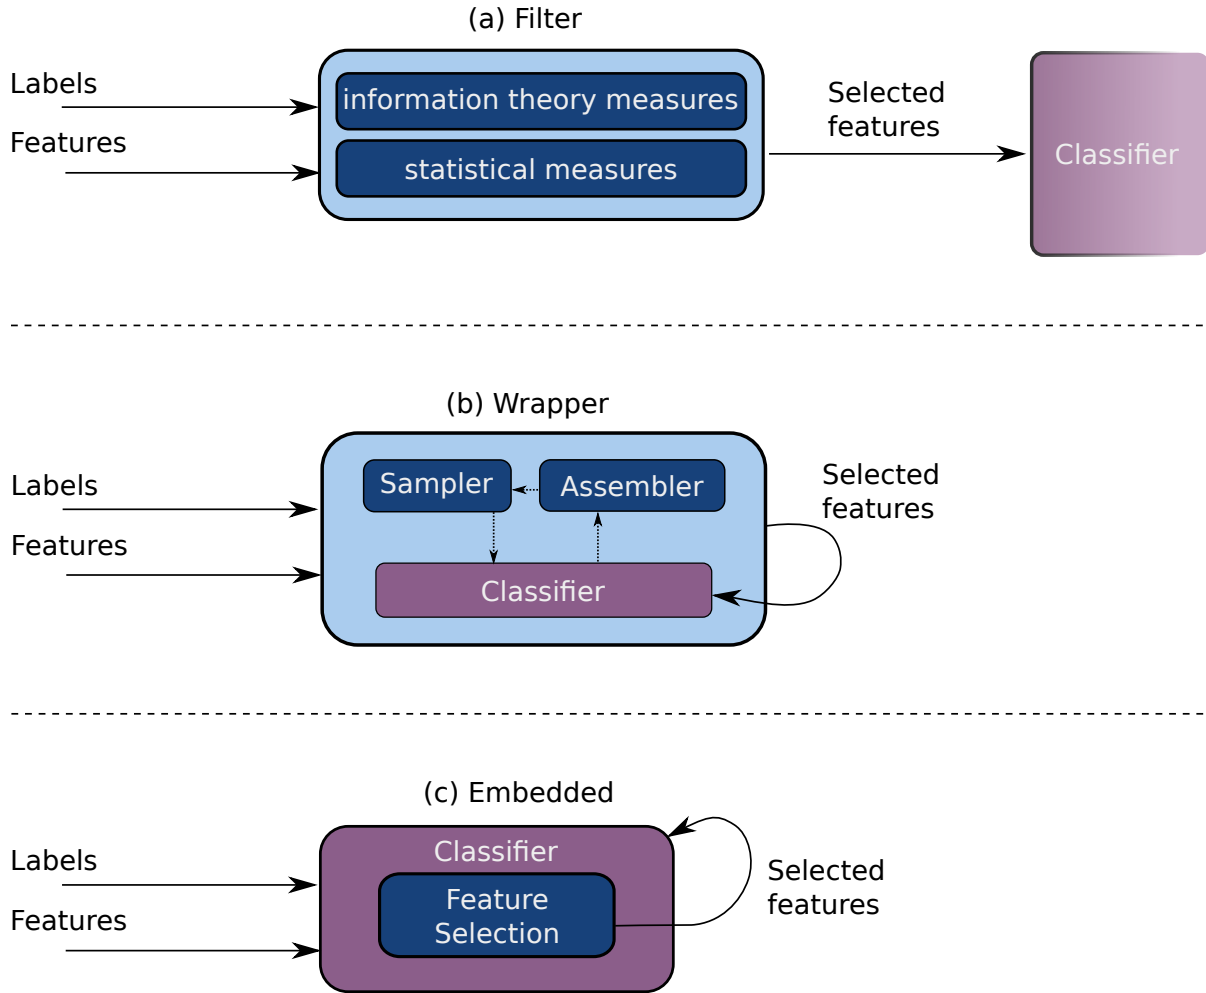 (a) Filter
Labels
Features
information theory measures
statistical measures
Selected
features
Classifier
(b) Wrapper
Labels
Features
Sampler
Assembler
Classifier
Selected
features
(c) Embedded
Labels
Features
Classifier
Feature
Selection
Selected
features